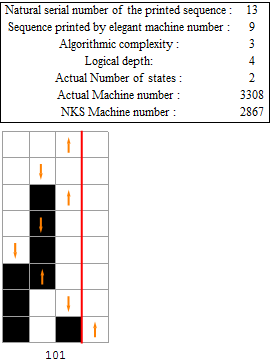 Natural serial number of the printed sequence : 13
Sequence printed by elegant machine number : 9
Algorithmic complexity : 3
Logical depth: 4
Actual Number of states : 2
Actual Machine number : 3308
NKS Machine number : 2867
101